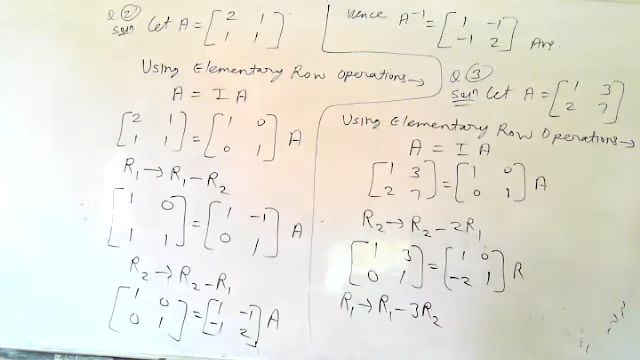 Q ②
Soln Let A = [2 1
1 1]
Using Elementary Row Operations →
A = I A
[2 1
1 1] = [1 0
0 1] A
R₁ → R₁ - R₂
[1 0
1 1] = [1 -1
0 1] A
R₂ → R₂ - R₁
[1 0
0 1] = [1 -1
-1 2] A
Hence A⁻¹ = [1 -1
-1 2] Ans.
Q ③
Soln Let A = [1 3
2 7]
Using Elementary Row Operations →
A = I A
[1 3
2 7] = [1 0
0 1] A
R₂ → R₂ - 2R₁
[1 3
0 1] = [1 0
-2 1] A
R₁ → R₁ - 3R₂